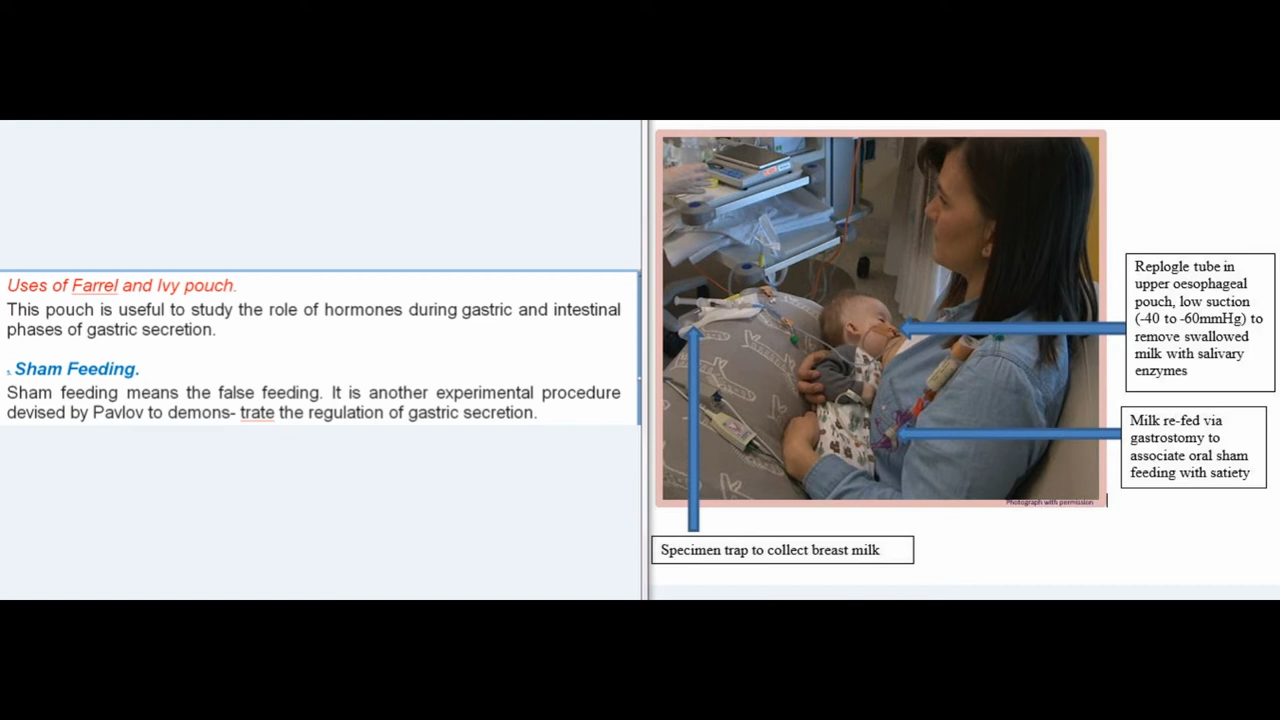 Uses of Farrel and Ivy pouch.
This pouch is useful to study the role of hormones during gastric and intestinal
phases of gastric secretion.
s. Sham Feeding.
Sham feeding means the false feeding. It is another experimental procedure
devised by Pavlov to demons- trate the regulation of gastric secretion.
Replogle tube in
upper oesophageal
pouch, low suction
(-40 to -60mmHg) to
remove swallowed
milk with salivary
enzymes
Milk re-fed via
gastrostomy to
associate oral sham
feeding with satiety
Photograph with permission
Specimen trap to collect breast milk